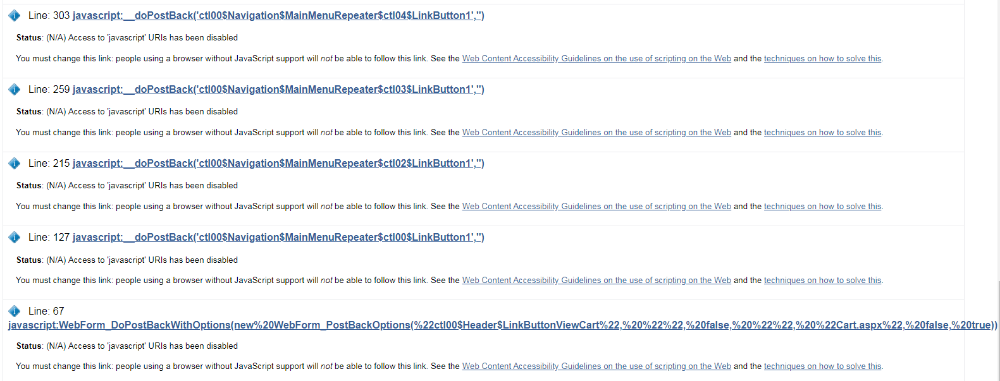 Line: 303 javascript:__doPostBack('ctl00$Navigation$MainMenuRepeater$ctl04$LinkButton1','')
Status: (N/A) Access to 'javascript' URIs has been disabled
You must change this link: people using a browser without JavaScript support will not be able to follow this link. See the Web Content Accessibility Guidelines on the use of scripting on the Web and the techniques on how to solve this.
Line: 259 javascript:__doPostBack('ctl00$Navigation$MainMenuRepeater$ctl03$LinkButton1','')
Status: (N/A) Access to 'javascript' URIs has been disabled
You must change this link: people using a browser without JavaScript support will not be able to follow this link. See the Web Content Accessibility Guidelines on the use of scripting on the Web and the techniques on how to solve this.
Line: 215 javascript:__doPostBack('ctl00$Navigation$MainMenuRepeater$ctl02$LinkButton1','')
Status: (N/A) Access to 'javascript' URIs has been disabled
You must change this link: people using a browser without JavaScript support will not be able to follow this link. See the Web Content Accessibility Guidelines on the use of scripting on the Web and the techniques on how to solve this.
Line: 127 javascript:__doPostBack('ctl00$Navigation$MainMenuRepeater$ctl00$LinkButton1','')
Status: (N/A) Access to 'javascript' URIs has been disabled
You must change this link: people using a browser without JavaScript support will not be able to follow this link. See the Web Content Accessibility Guidelines on the use of scripting on the Web and the techniques on how to solve this.
Line: 67
javascript:WebForm_DoPostBackWithOptions(new%20WebForm_PostBackOptions(%22ctl00$Header$LinkButtonViewCart%22,%20%22%22,%20false,%20%22%22,%20%22Cart.aspx%22,%20false,%20true))
Status: (N/A) Access to 'javascript' URIs has been disabled
You must change this link: people using a browser without JavaScript support will not be able to follow this link. See the Web Content Accessibility Guidelines on the use of scripting on the Web and the techniques on how to solve this.